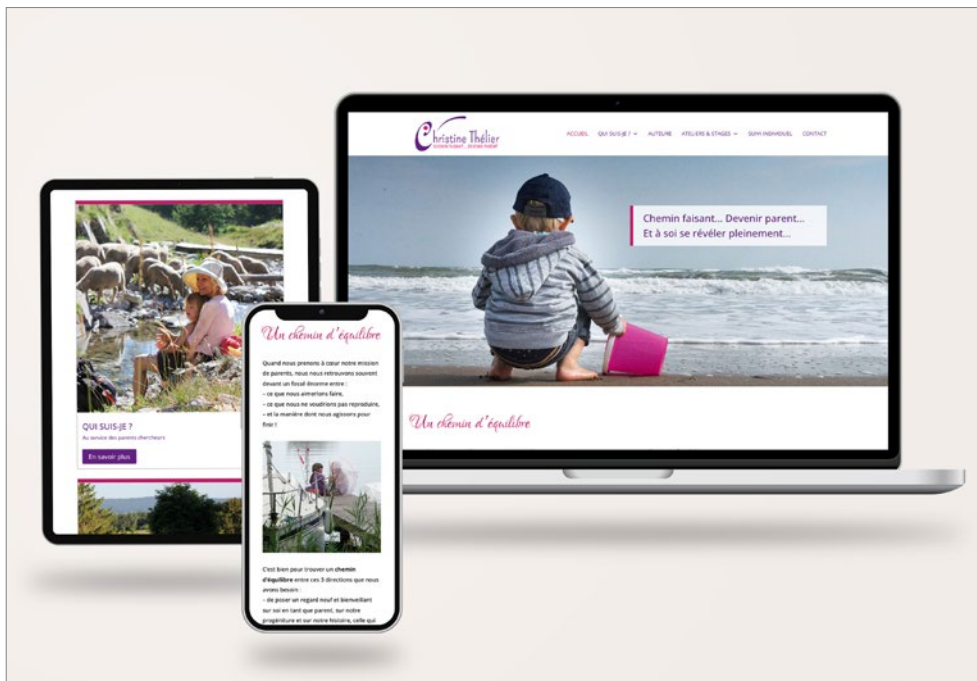 Christine Thélier
ACCUEIL QUI SUIS-JE ? AUTEURE ATELIERS & STAGES SUIVI INDIVIDUEL CONTACT
Chemin faisant... Devenir parent...
Et à soi se révéler pleinement...
Un chemin d'équilibre
QUI SUIS-JE ?
Au service des parents chercheurs
En savoir plus
Un chemin d'équilibre
Quand nous prenons à cœur notre mission
de parents, nous nous retrouvons souvent
devant un fossé énorme entre :
– ce que nous aimerions faire,
– ce que nous ne voudrions pas reproduire,
– et la manière dont nous agissons pour
finir !
C'est bien pour trouver un chemin
d'équilibre entre ces 3 directions que nous
avons besoin :
– de poser un regard neuf et bienveillant
sur soi en tant que parent, sur notre
progéniture et sur notre histoire, celle qui